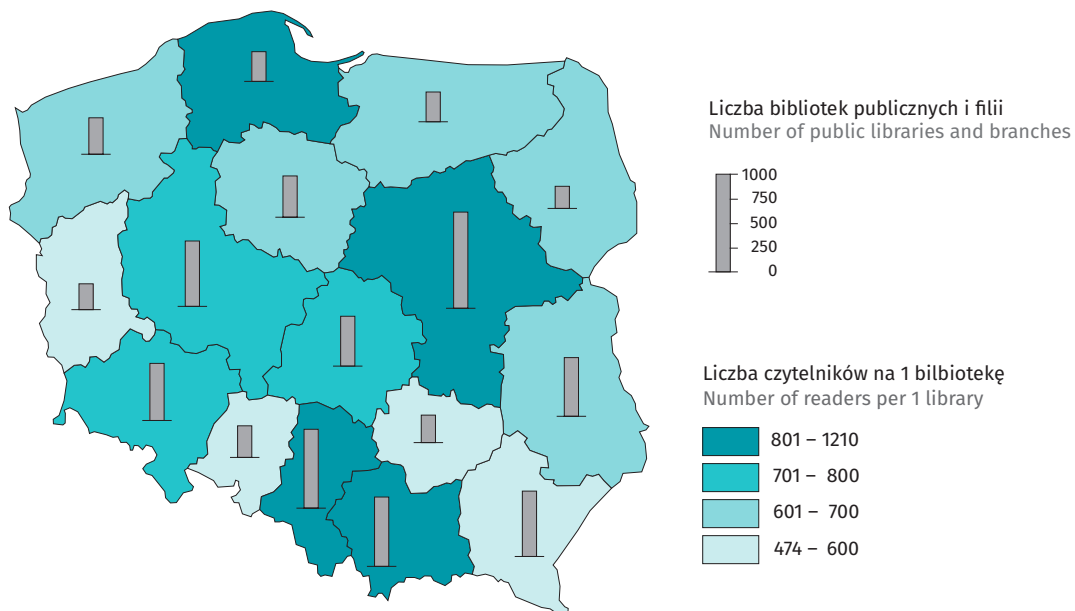 Liczba bibliotek publicznych i filii
Number of public libraries and branches
1000
750
500
250
0
Liczba czytelników na 1 bilbiotekę
Number of readers per 1 library
801 – 1210
701 – 800
601 – 700
474 – 600